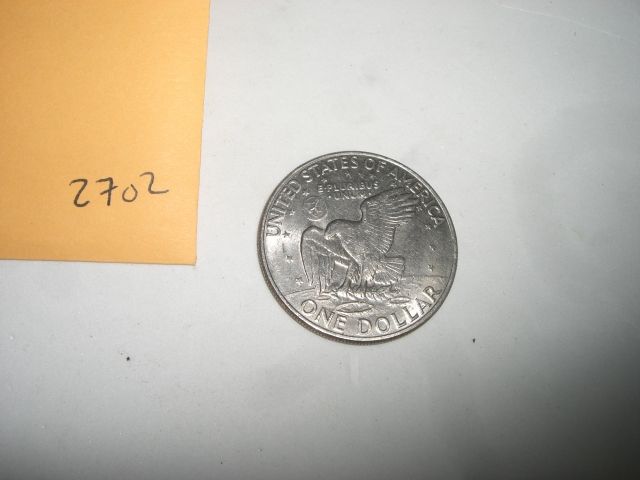 2702
UNITED STATES OF AMERICA
E·PLURIBUS
UNUM
ONE DOLLAR